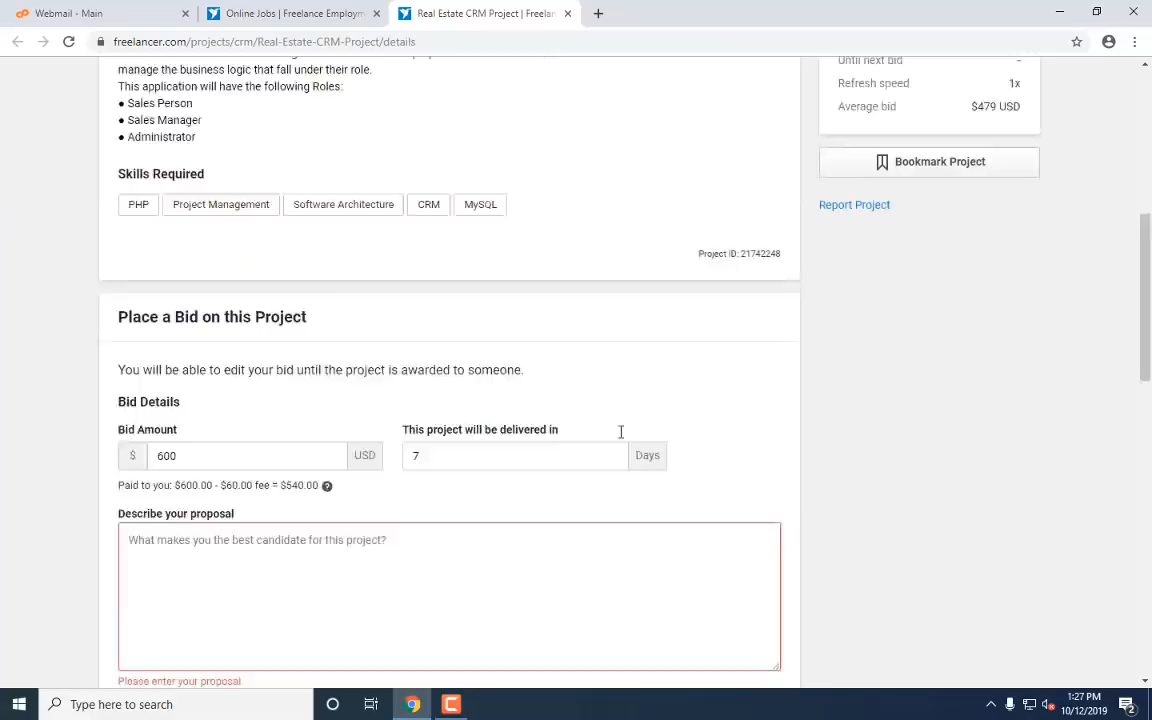 Webmail - Main
Online Jobs | Freelance Employm
Real Estate CRM Project | Freelan
freelancer.com/projects/crm/Real-Estate-CRM-Project/details
manage the business logic that fall under their role.
This application will have the following Roles:
● Sales Person
● Sales Manager
● Administrator
Until next bid -
Refresh speed 1x
Average bid $479 USD
Bookmark Project
Report Project
Skills Required
PHP Project Management Software Architecture CRM MySQL
Project ID: 21742248
Place a Bid on this Project
You will be able to edit your bid until the project is awarded to someone.
Bid Details
Bid Amount This project will be delivered in
$ 600 USD 7 Days
Paid to you: $600.00 - $60.00 fee = $540.00 ?
Describe your proposal
What makes you the best candidate for this project?
Please enter your proposal
Type here to search
1:27 PM
10/12/2019
2